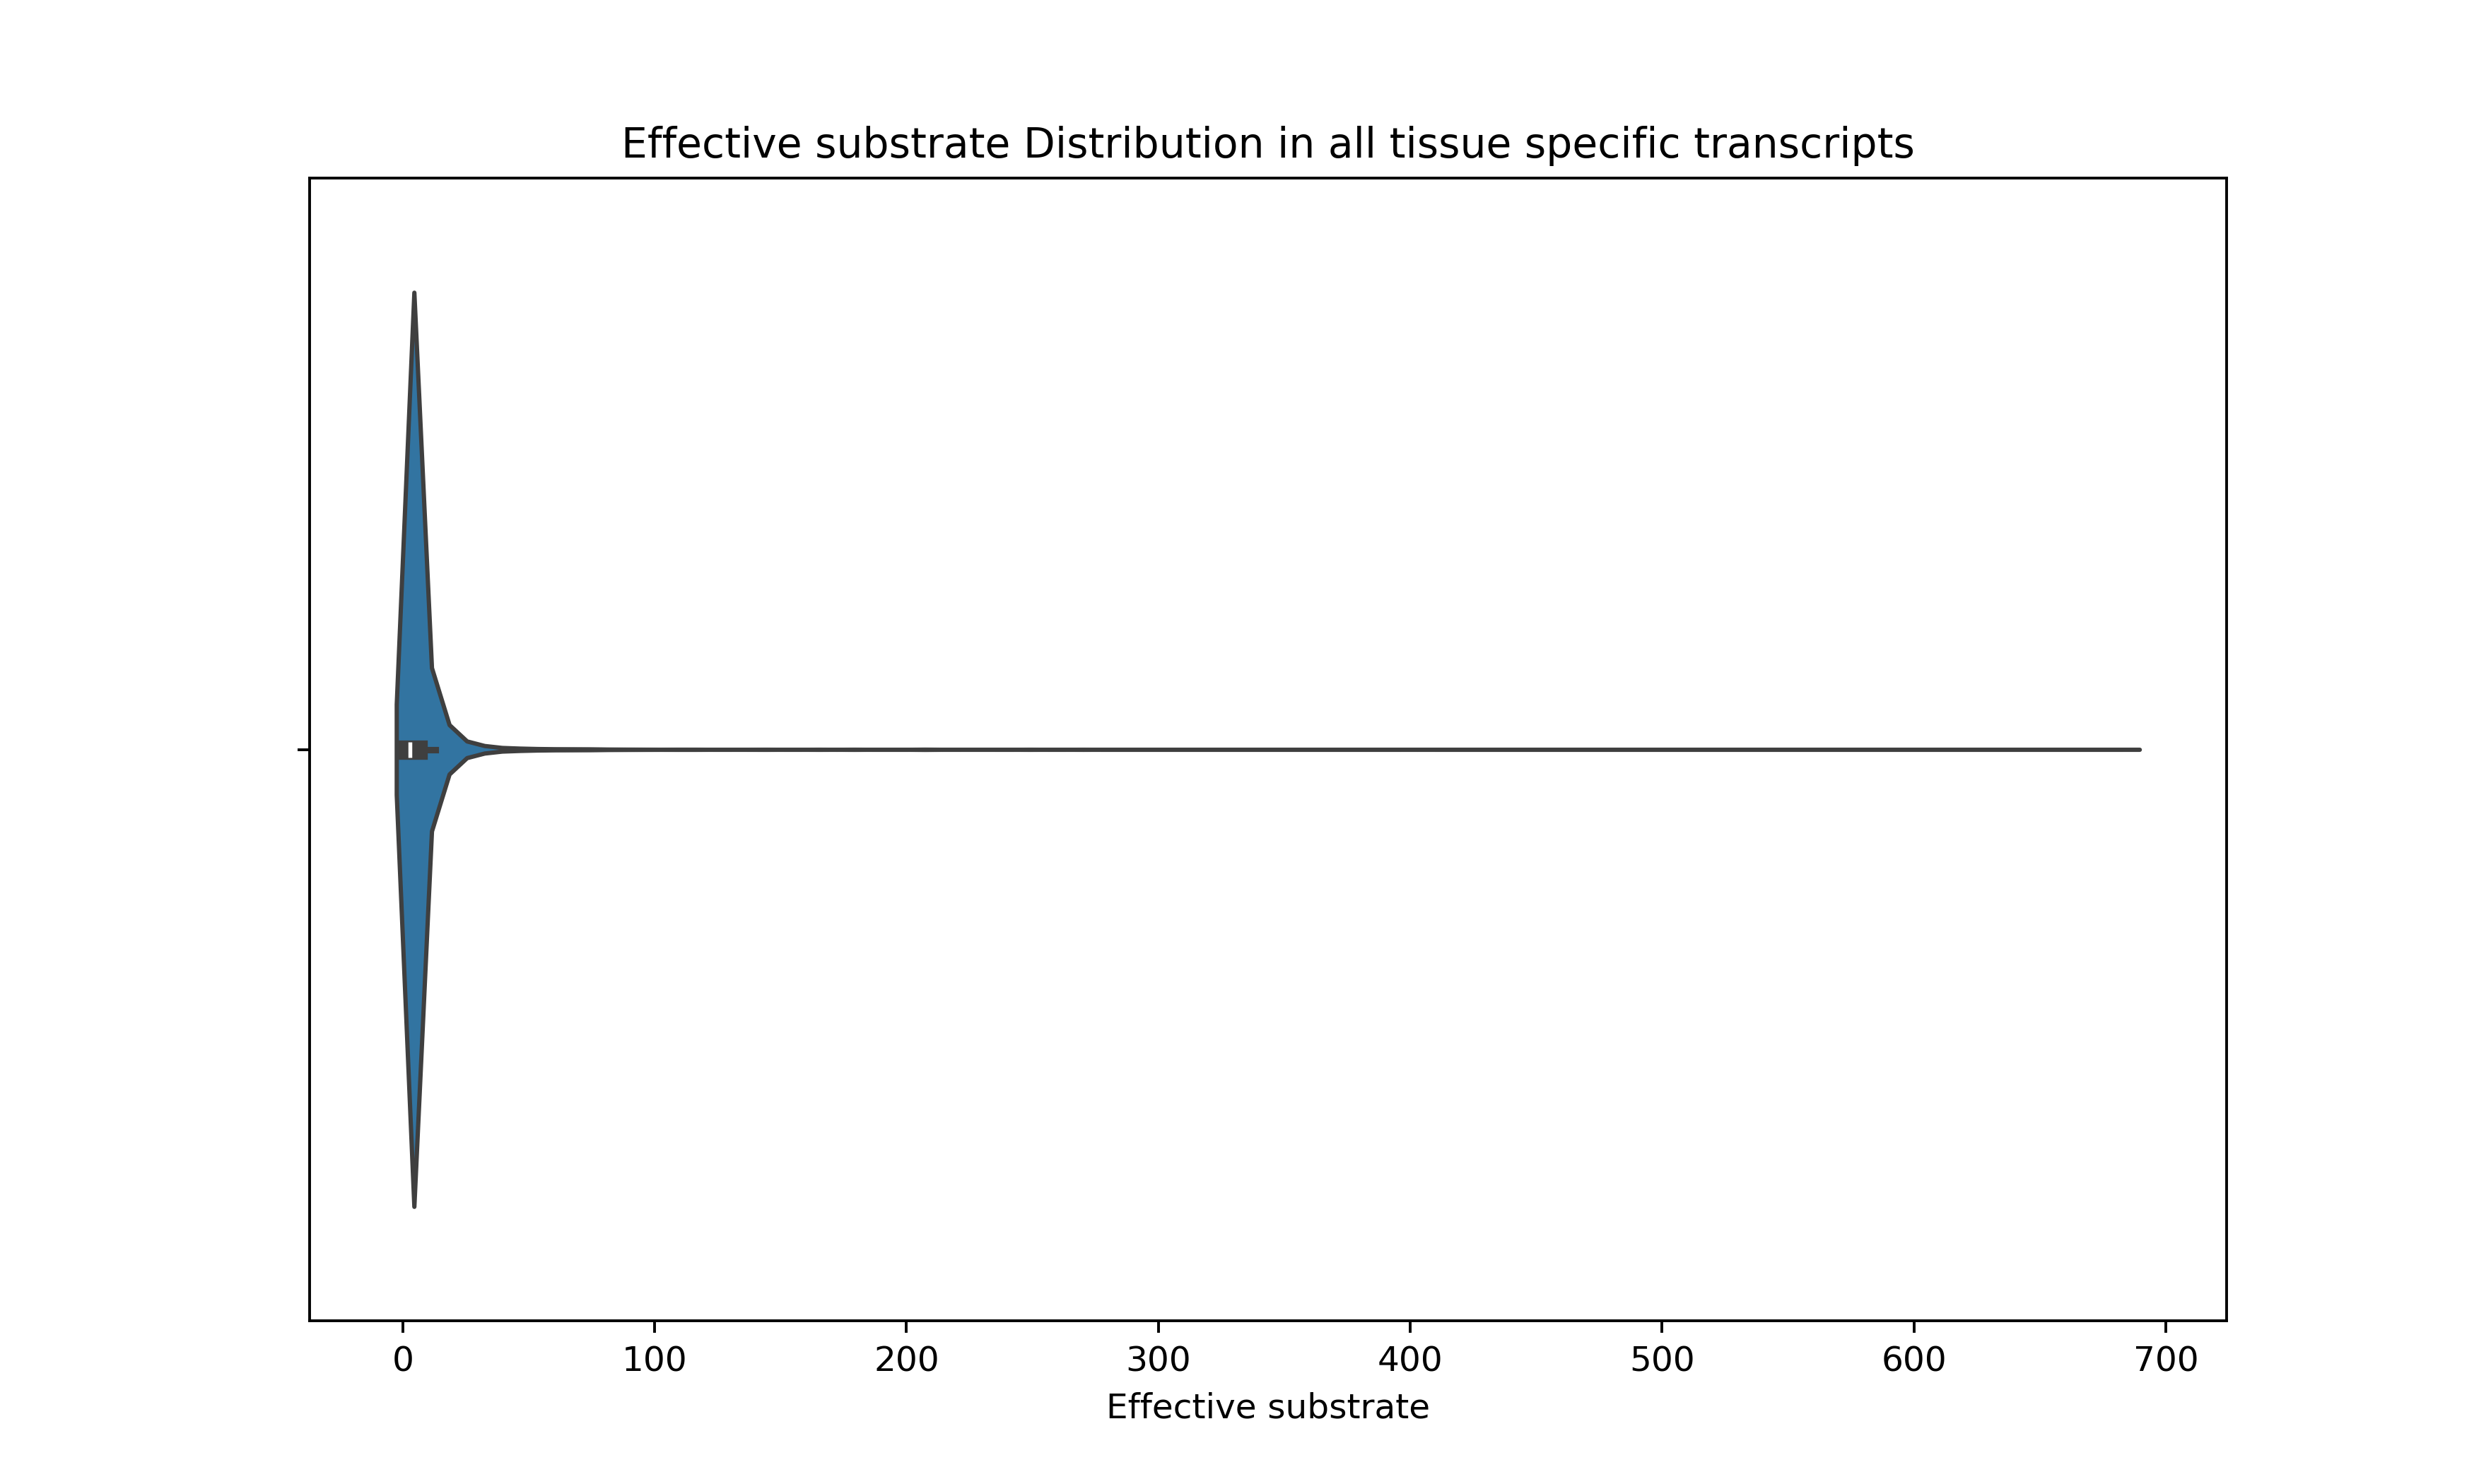 Effective substrate Distribution in all tissue specific transcripts
0 100 200 300 400 500 600 700
Effective substrate